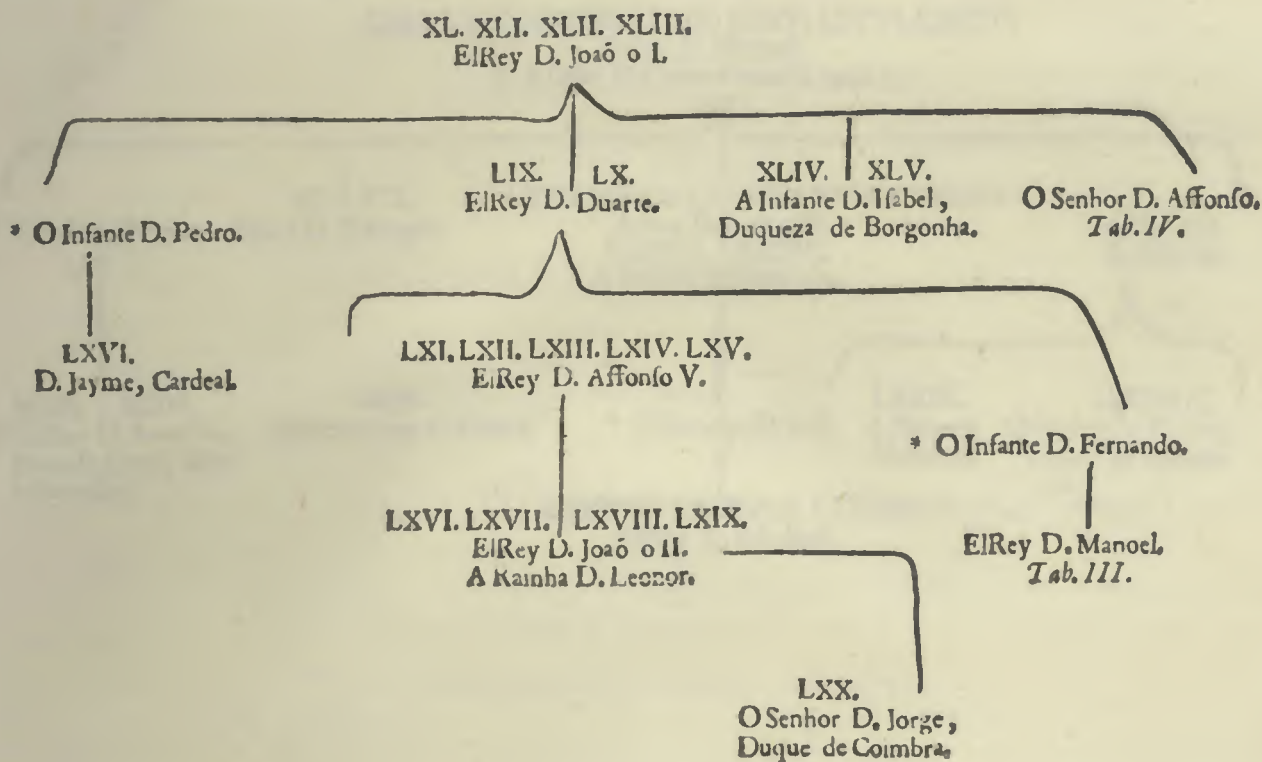 XL. XLI. XLII. XLIII.
ElRey D. Joaõ o I.
LIX. LX.
ElRey D. Duarte.
XLIV. XLV.
A Infante D. Iſabel,
Duqueza de Borgonha.
O Senhor D. Affonſo.
Tab. IV.
* O Infante D. Pedro.
LXVI.
D. Jayme, Cardeal.
LXI. LXII. LXIII. LXIV. LXV.
ElRey D. Affonſo V.
* O Infante D. Fernando.
LXVI. LXVII. LXVIII. LXIX.
ElRey D. Joaõ o II.
A Rainha D. Leonor.
ElRey D. Manoel.
Tab. III.
LXX.
O Senhor D. Jorge,
Duque de Coimbra.